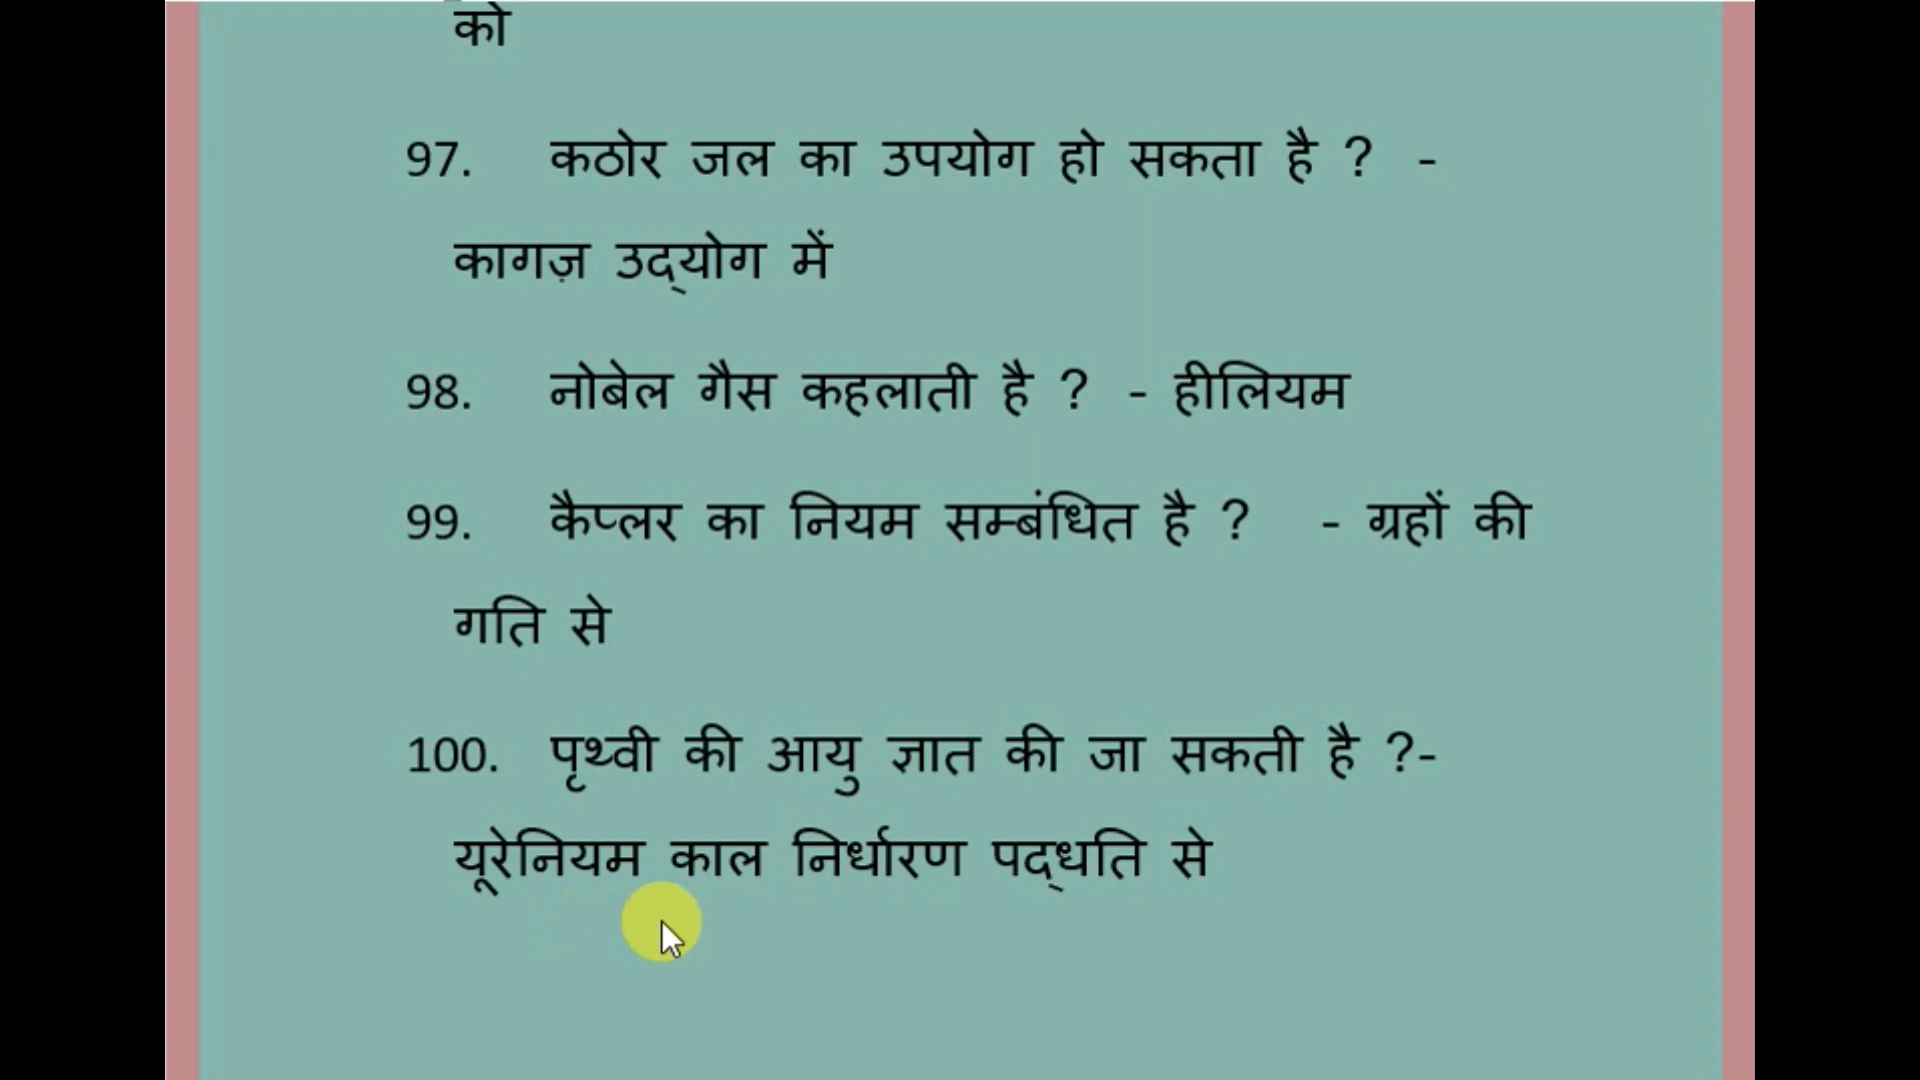 को
97. कठोर जल का उपयोग हो सकता है ? -
कागज़ उद्‌योग में
98. नोबेल गैस कहलाती है ? - हीलियम
99. कैप्लर का नियम सम्बंधित है ? - ग्रहों की
गति से
100. पृथ्वी की आयु ज्ञात की जा सकती है ?-
यूरेनियम काल निर्धारण पद्‌धति से